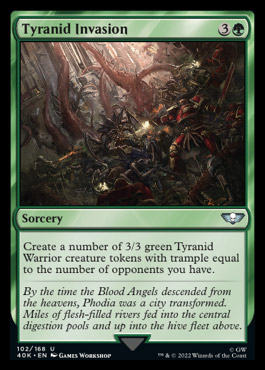 Tyranid Invasion 3
Sorcery
Create a number of 3/3 green Tyranid
Warrior creature tokens with trample equal
to the number of opponents you have.
By the time the Blood Angels descended from
the heavens, Phodia was a city transformed.
Miles of flesh-filled rivers fed into the central
digestion pools and up into the hive fleet above.
102/168 U © GW
40K • EN GAMES WORKSHOP ™ & © 2022 Wizards of the Coast